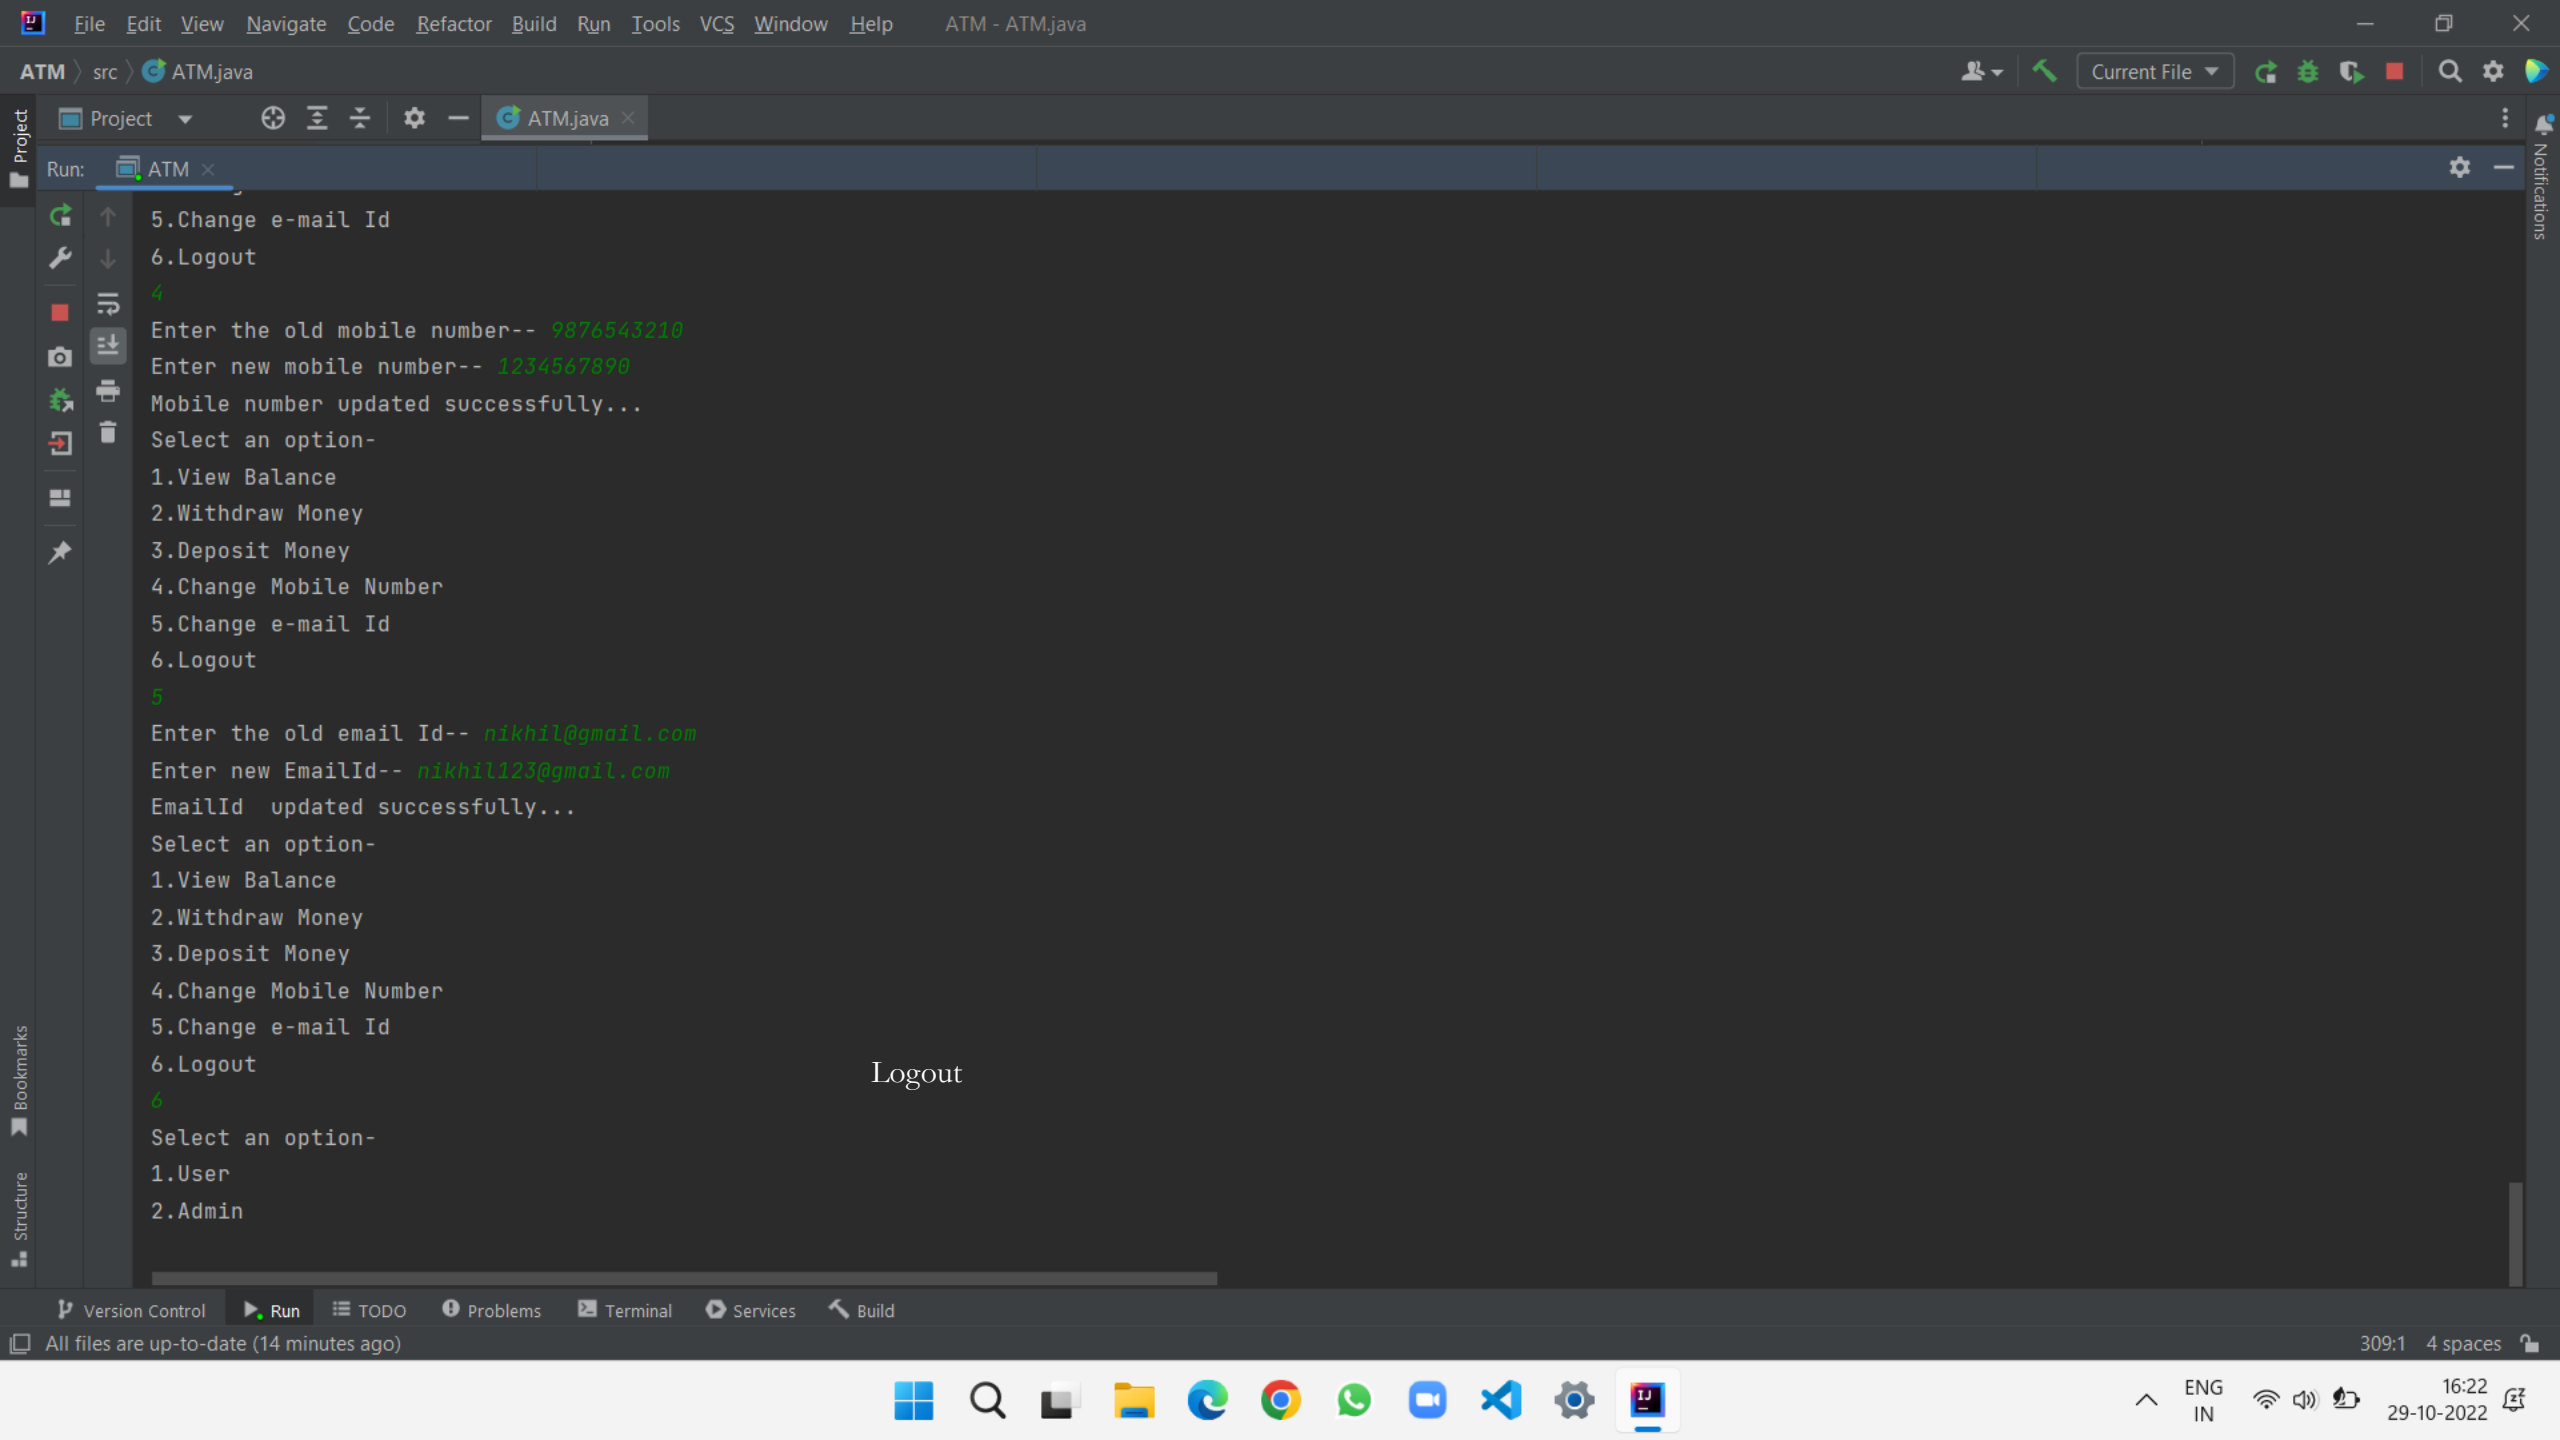 File Edit View Navigate Code Refactor Build Run Tools VCS Window Help ATM - ATM.java
ATM src ATM.java Current File
Project Project ATM.java
Run: ATM
Notifications
5.Change e-mail Id
6.Logout
4
Enter the old mobile number-- 9876543210
Enter new mobile number-- 1234567890
Mobile number updated successfully...
Select an option-
1.View Balance
2.Withdraw Money
3.Deposit Money
4.Change Mobile Number
5.Change e-mail Id
6.Logout
5
Enter the old email Id-- nikhil@gmail.com
Enter new EmailId-- nikhil123@gmail.com
EmailId  updated successfully...
Select an option-
1.View Balance
2.Withdraw Money
3.Deposit Money
4.Change Mobile Number
5.Change e-mail Id
6.Logout
Logout
6
Select an option-
1.User
2.Admin
Bookmarks
Structure
Version Control Run TODO Problems Terminal Services Build
All files are up-to-date (14 minutes ago) 309:1 4 spaces
ENG 16:22
IN 29-10-2022